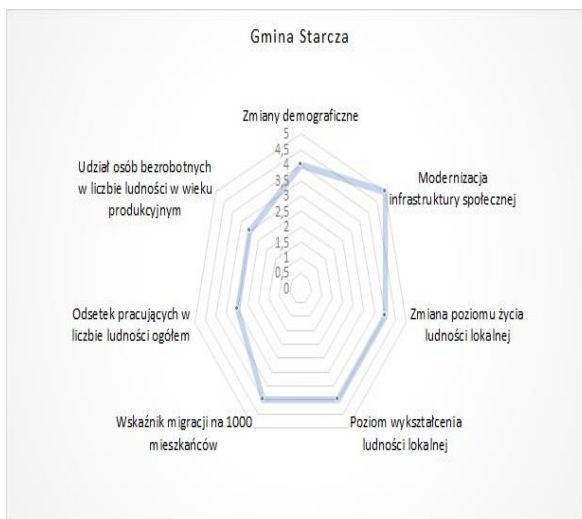 Gmina Starcza
Zmiany demograficzne
5
4,5
4
3,5
3
2,5
2
1,5
1
0,5
0
Modernizacja
infrastruktury społecznej
Zmiana poziomu życia
ludności lokalnej
Poziom wykształcenia
ludności lokalnej
Wskaźnik migracji na 1000
mieszkańców
Odsetek pracujących w
liczbie ludności ogółem
Udział osób bezrobotnych
w liczbie ludności w wieku
produkcyjnym